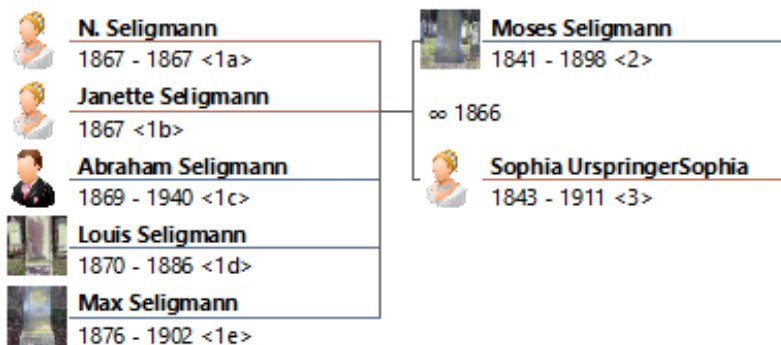 N. Seligmann
1867 - 1867 <1a>
Janette Seligmann
1867 <1b>
Abraham Seligmann
1869 - 1940 <1c>
Louis Seligmann
1870 - 1886 <1d>
Max Seligmann
1876 - 1902 <1e>
Moses Seligmann
1841 - 1898 <2>
∞ 1866
Sophia UrspringerSophia
1843 - 1911 <3>